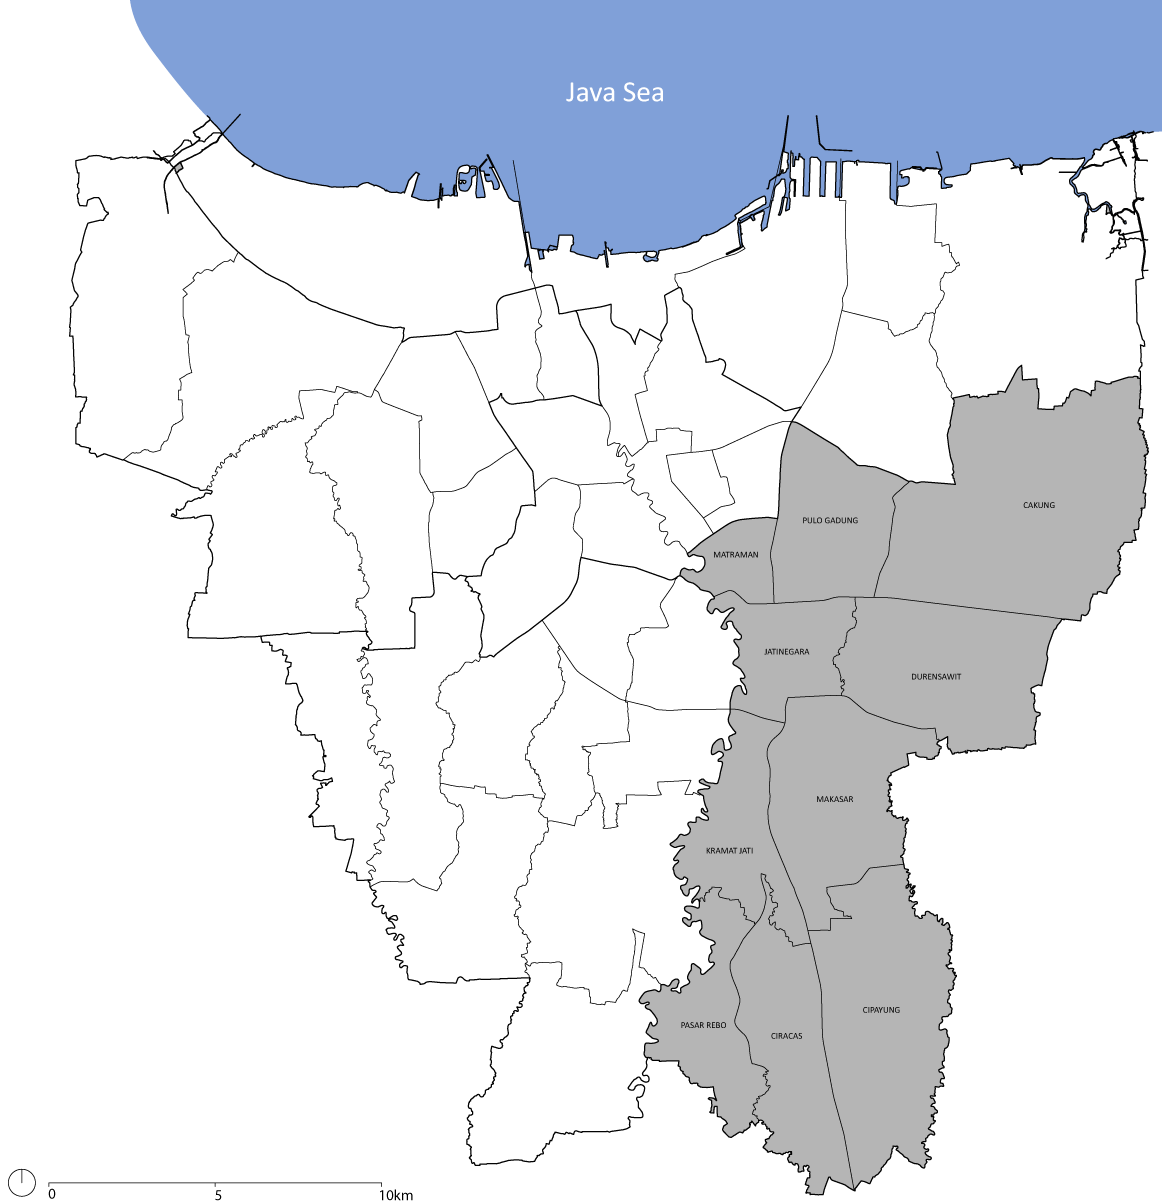 Java Sea
CAKUNG
PULO GADUNG
MATRAMAN
JATINEGARA
DURENSAWIT
MAKASAR
KRAMAT JATI
CIPAYUNG
PASAR REBO
CIRACAS
0 5 10km